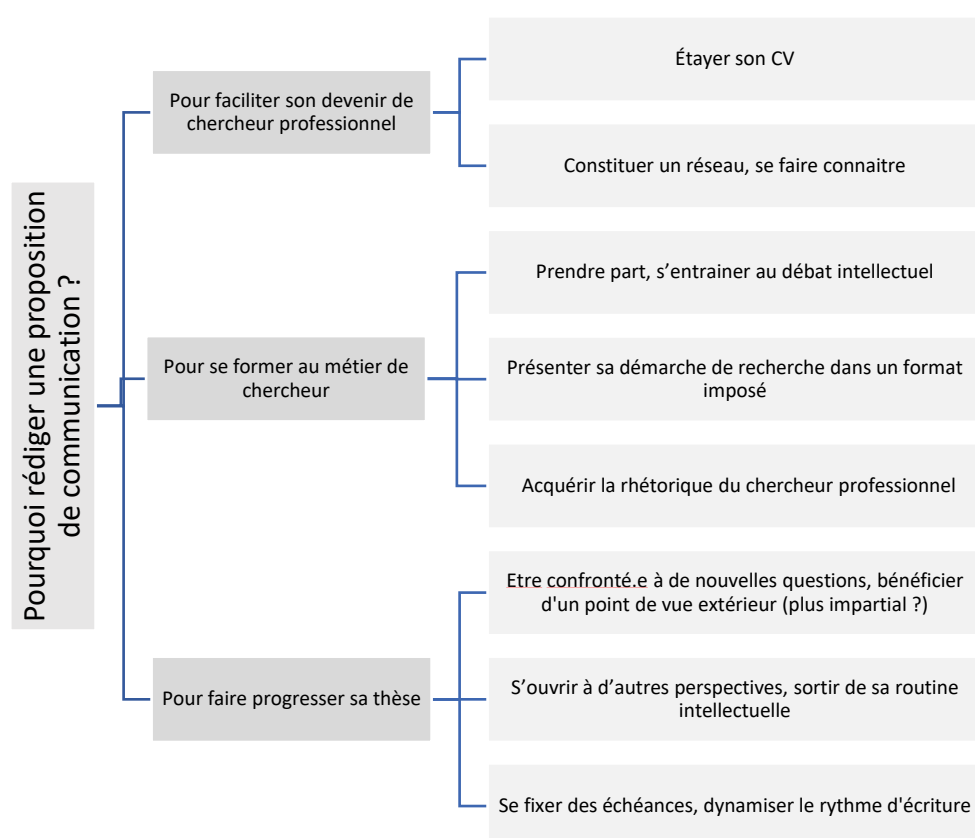 Pourquoi rédiger une proposition
de communication ?
Pour faciliter son devenir de
chercheur professionnel
Étayer son CV
Constituer un réseau, se faire connaitre
Pour se former au métier de
chercheur
Prendre part, s’entrainer au débat intellectuel
Présenter sa démarche de recherche dans un format
imposé
Acquérir la rhétorique du chercheur professionnel
Pour faire progresser sa thèse
Etre confronté.e à de nouvelles questions, bénéficier
d'un point de vue extérieur (plus impartial ?)
S’ouvrir à d’autres perspectives, sortir de sa routine
intellectuelle
Se fixer des échéances, dynamiser le rythme d'écriture